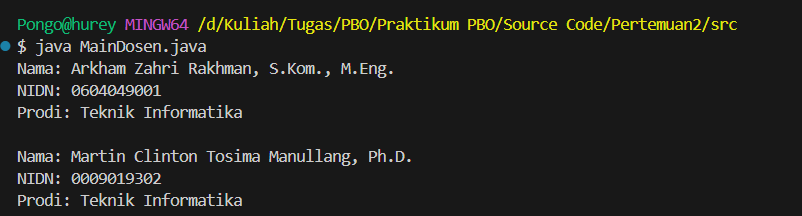 Pongo@hurey MINGW64 /d/Kuliah/Tugas/PBO/Praktikum PBO/Source Code/Pertemuan2/src
$ java MainDosen.java
Nama: Arkham Zahri Rakhman, S.Kom., M.Eng.
NIDN: 0604049001
Prodi: Teknik Informatika
Nama: Martin Clinton Tosima Manullang, Ph.D.
NIDN: 0009019302
Prodi: Teknik Informatika